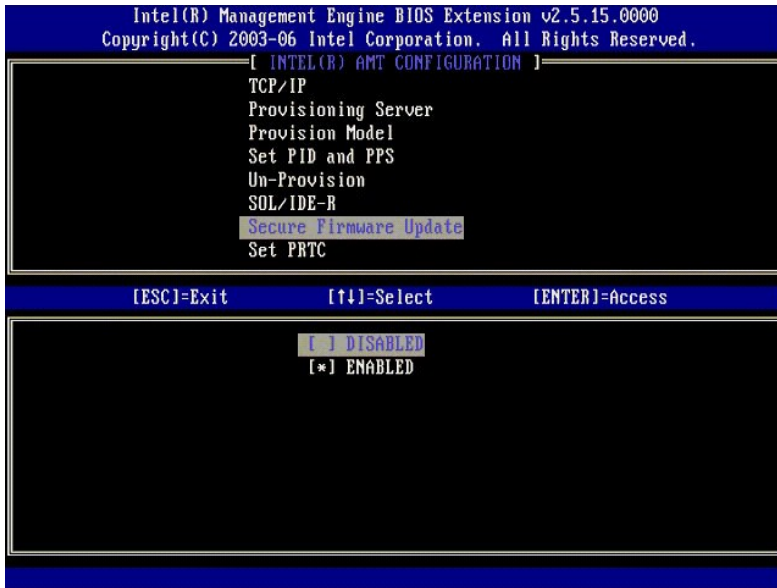 Intel(R) Management Engine BIOS Extension v2.5.15.0000
Copyright(C) 2003-06 Intel Corporation. All Rights Reserved.
[ INTEL(R) AMT CONFIGURATION ]
TCP/IP
Provisioning Server
Provision Model
Set PID and PPS
Un-Provision
SOL/IDE-R
Secure Firmware Update
Set PRTC
[ESC]=Exit [↑↓]=Select [ENTER]=Access
[ ] DISABLED
[*] ENABLED